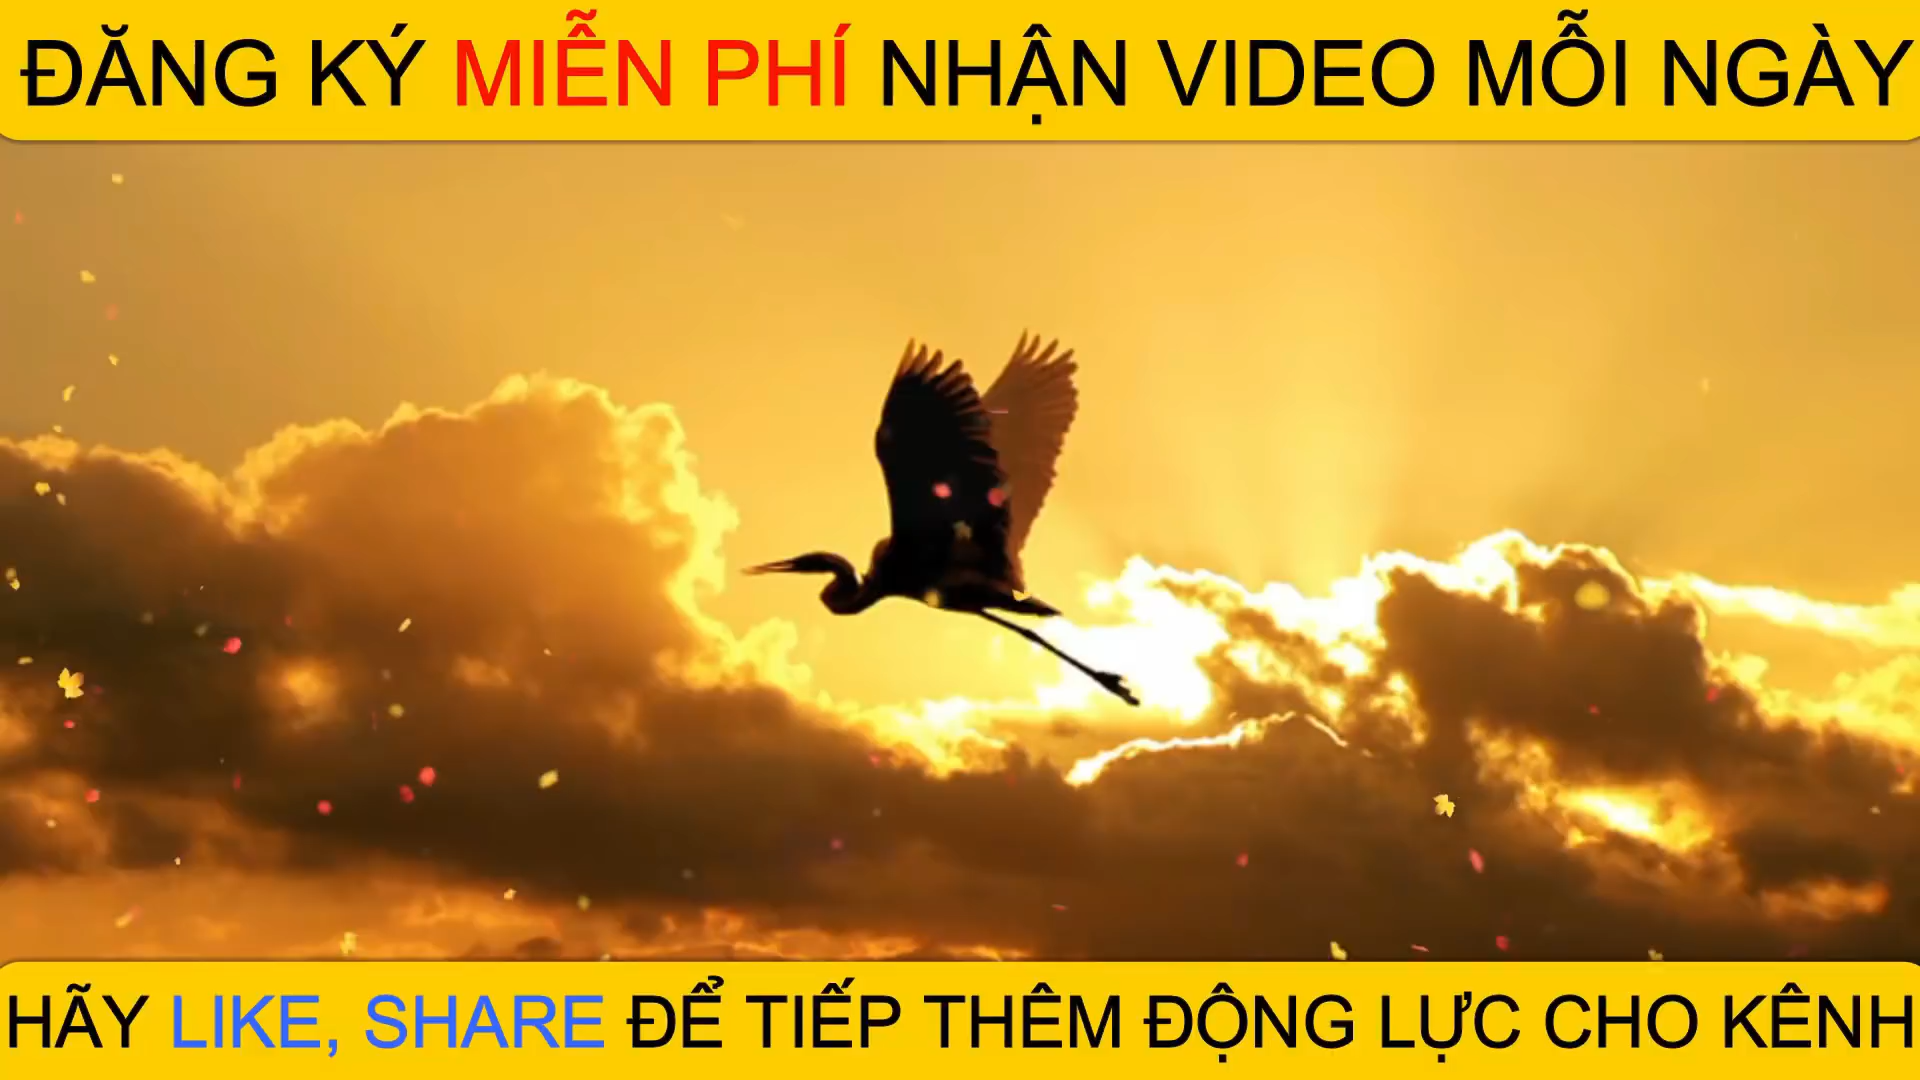 ĐĂNG KÝ MIỄN PHÍ NHẬN VIDEO MỖI NGÀY
HÃY LIKE, SHARE ĐỂ TIẾP THÊM ĐỘNG LỰC CHO KÊNH